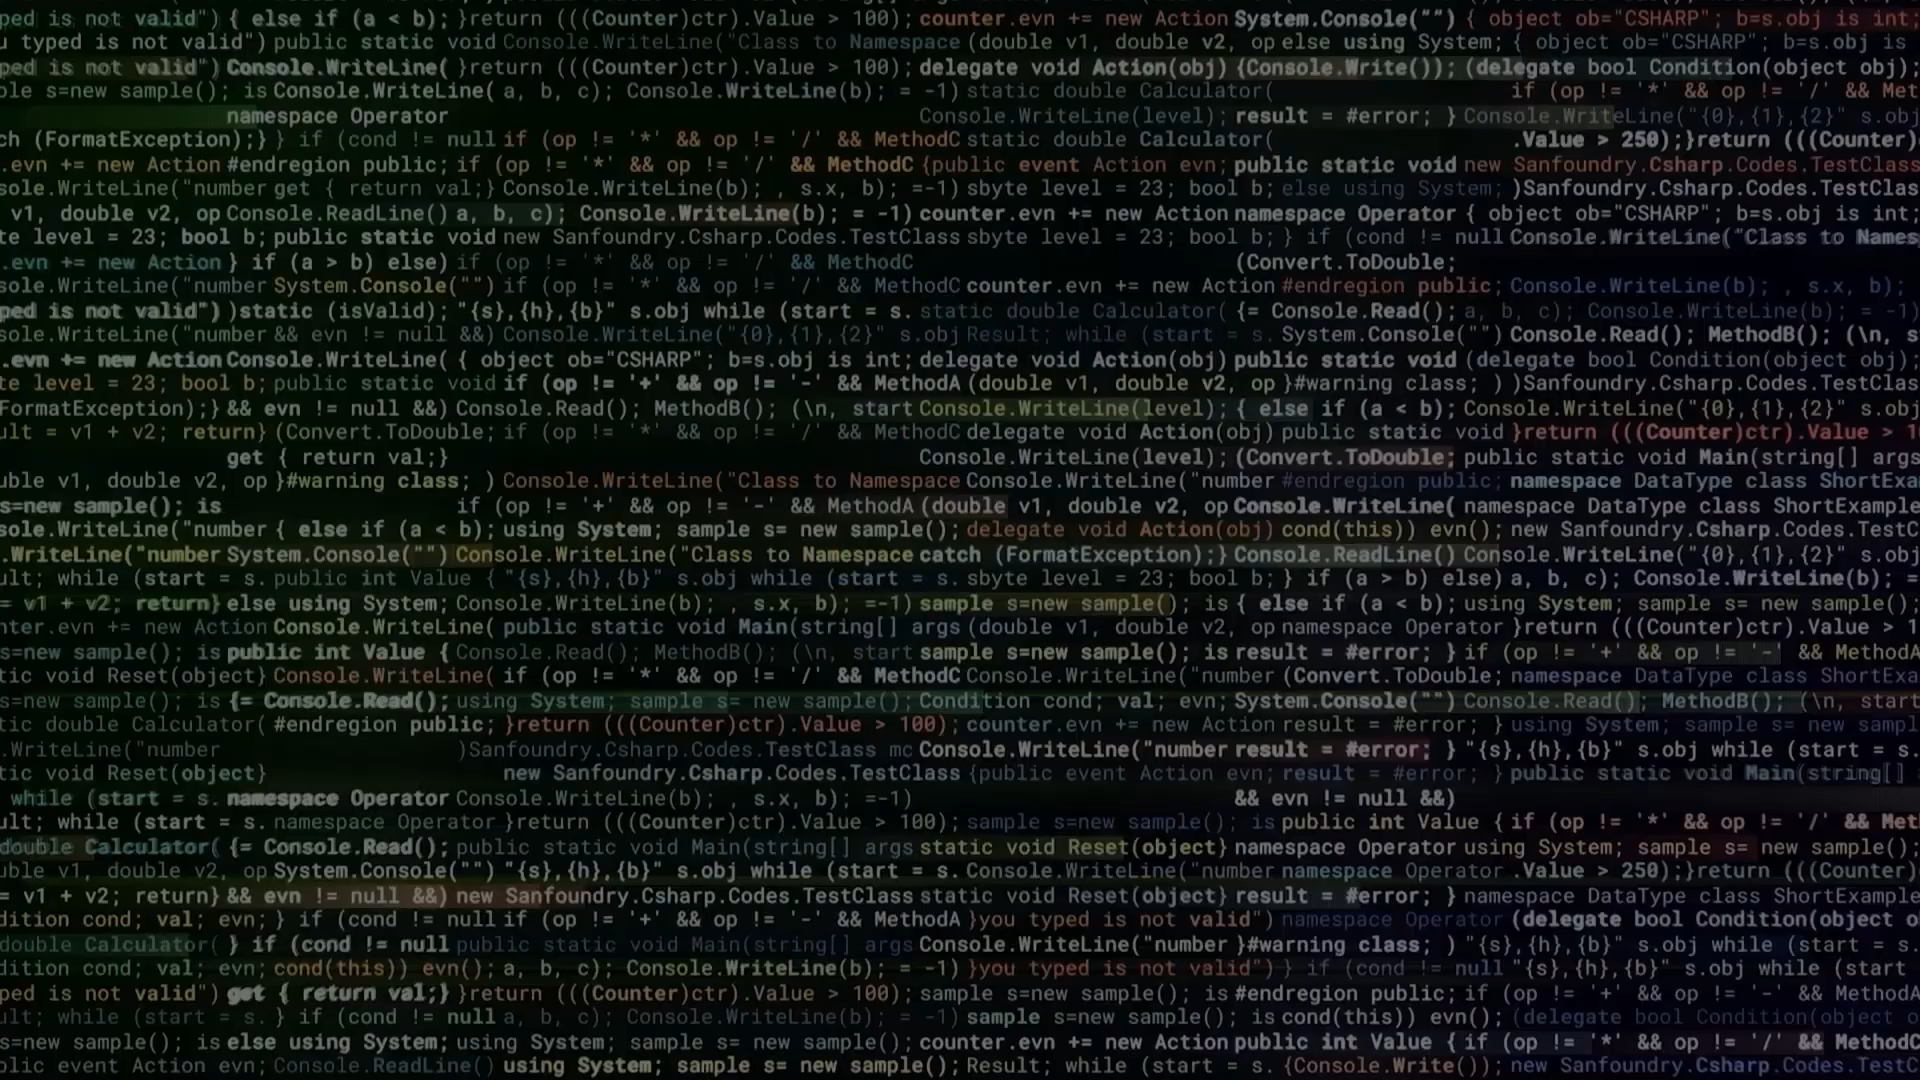 ped is not valid") { else if (a < b); }return (((Counter)ctr).Value > 100); counter.evn += new Action System.Console("") { object ob="CSHARP"; b=s.obj is int;
u typed is not valid") public static void Console.WriteLine("Class to Namespace (double v1, double v2, op else using System; { object ob="CSHARP"; b=s.obj is
ped is not valid") Console.WriteLine( }return (((Counter)ctr).Value > 100); delegate void Action(obj) {Console.Write()); (delegate bool Condition(object obj);
ple s=new sample(); is Console.WriteLine( a, b, c); Console.WriteLine(b); = -1) static double Calculator( if (op != '*' && op != '/' && Met
namespace Operator Console.WriteLine(level); result = #error; } Console.WriteLine("{0},{1},{2}" s.obj
ch (FormatException);} } if (cond != null if (op != '*' && op != '/' && MethodC static double Calculator( .Value > 250);}return (((Counter)
.evn += new Action #endregion public; if (op != '*' && op != '/' && MethodC {public event Action evn; public static void new Sanfoundry.Csharp.Codes.TestClass
sole.WriteLine("number get { return val;} Console.WriteLine(b); , s.x, b); =-1) sbyte level = 23; bool b; else using System; )Sanfoundry.Csharp.Codes.TestClas
v1, double v2, op Console.ReadLine() a, b, c); Console.WriteLine(b); = -1) counter.evn += new Action namespace Operator { object ob="CSHARP"; b=s.obj is int;
te level = 23; bool b; public static void new Sanfoundry.Csharp.Codes.TestClass sbyte level = 23; bool b; } if (cond != null Console.WriteLine("Class to Names
.evn += new Action } if (a > b) else) if (op != '*' && op != '/' && MethodC (Convert.ToDouble;
sole.WriteLine("number System.Console("") if (op != '*' && op != '/' && MethodC counter.evn += new Action #endregion public; Console.WriteLine(b); , s.x, b);
ped is not valid") )static (isValid); "{s},{h},{b}" s.obj while (start = s. static double Calculator( {= Console.Read(); a, b, c); Console.WriteLine(b); = -1)
sole.WriteLine("number && evn != null &&) Console.WriteLine("{0},{1},{2}" s.obj Result; while (start = s. System.Console("") Console.Read(); MethodB(); (\n, s
.evn += new Action Console.WriteLine( { object ob="CSHARP"; b=s.obj is int; delegate void Action(obj) public static void (delegate bool Condition(object obj);
te level = 23; bool b; public static void if (op != '+' && op != '-' && MethodA (double v1, double v2, op }#warning class; ) )Sanfoundry.Csharp.Codes.TestClas
FormatException);} && evn != null &&) Console.Read(); MethodB(); (\n, start Console.WriteLine(level); { else if (a < b); Console.WriteLine("{0},{1},{2}" s.obj
ult = v1 + v2; return} (Convert.ToDouble; if (op != '*' && op != '/' && MethodC delegate void Action(obj) public static void }return (((Counter)ctr).Value > 1
get { return val;} Console.WriteLine(level); (Convert.ToDouble; public static void Main(string[] args
uble v1, double v2, op }#warning class; ) Console.WriteLine("Class to Namespace Console.WriteLine("number #endregion public; namespace DataType class ShortExa
s=new sample(); is if (op != '+' && op != '-' && MethodA (double v1, double v2, op Console.WriteLine( namespace DataType class ShortExample
sole.WriteLine("number { else if (a < b); using System; sample s= new sample(); delegate void Action(obj) cond(this)) evn(); new Sanfoundry.Csharp.Codes.TestC
.WriteLine("number System.Console("") Console.WriteLine("Class to Namespace catch (FormatException);} Console.ReadLine() Console.WriteLine("{0},{1},{2}" s.obj
ult; while (start = s. public int Value { "{s},{h},{b}" s.obj while (start = s. sbyte level = 23; bool b; } if (a > b) else) a, b, c); Console.WriteLine(b); =
= v1 + v2; return} else using System; Console.WriteLine(b); , s.x, b); =-1) sample s=new sample(); is { else if (a < b); using System; sample s= new sample();
nter.evn += new Action Console.WriteLine( public static void Main(string[] args (double v1, double v2, op namespace Operator }return (((Counter)ctr).Value > 1
s=new sample(); is public int Value { Console.Read(); MethodB(); (\n, start sample s=new sample(); is result = #error; } if (op != '+' && op != '-' && MethodA
tic void Reset(object} Console.WriteLine( if (op != '*' && op != '/' && MethodC Console.WriteLine("number (Convert.ToDouble; namespace DataType class ShortExa
s=new sample(); is {= Console.Read(); using System; sample s= new sample(); Condition cond; val; evn; System.Console("") Console.Read(); MethodB(); (\n, start
tic double Calculator( #endregion public; }return (((Counter)ctr).Value > 100); counter.evn += new Action result = #error; } using System; sample s= new sampl
.WriteLine("number )Sanfoundry.Csharp.Codes.TestClass mc Console.WriteLine("number result = #error; } "{s},{h},{b}" s.obj while (start = s.
tic void Reset(object} new Sanfoundry.Csharp.Codes.TestClass {public event Action evn; result = #error; } public static void Main(string[]
while (start = s. namespace Operator Console.WriteLine(b); , s.x, b); =-1) && evn != null &&)
ult; while (start = s. namespace Operator }return (((Counter)ctr).Value > 100); sample s=new sample(); is public int Value { if (op != '*' && op != '/' && Met
double Calculator( {= Console.Read(); public static void Main(string[] args static void Reset(object} namespace Operator using System; sample s= new sample();
uble v1, double v2, op System.Console("") "{s},{h},{b}" s.obj while (start = s. Console.WriteLine("number namespace Operator .Value > 250);}return (((Counter)
= v1 + v2; return} && evn != null &&) new Sanfoundry.Csharp.Codes.TestClass static void Reset(object} result = #error; } namespace DataType class ShortExample
dition cond; val; evn; } if (cond != null if (op != '+' && op != '-' && MethodA }you typed is not valid") namespace Operator (delegate bool Condition(object o
double Calculator( } if (cond != null public static void Main(string[] args Console.WriteLine("number }#warning class; ) "{s},{h},{b}" s.obj while (start = s.
dition cond; val; evn; cond(this)) evn(); a, b, c); Console.WriteLine(b); = -1) }you typed is not valid") } if (cond != null "{s},{h},{b}" s.obj while (start
ped is not valid") get { return val;} }return (((Counter)ctr).Value > 100); sample s=new sample(); is #endregion public; if (op != '+' && op != '-' && MethodA
ult; while (start = s. } if (cond != null a, b, c); Console.WriteLine(b); = -1) sample s=new sample(); is cond(this)) evn(); (delegate bool Condition(object o
s=new sample(); is else using System; using System; sample s= new sample(); counter.evn += new Action public int Value { if (op != '*' && op != '/' && MethodC
blic event Action evn; Console.ReadLine() using System; sample s= new sample(); Result; while (start = s. {Console.Write()); new Sanfoundry.Csharp.Codes.TestC